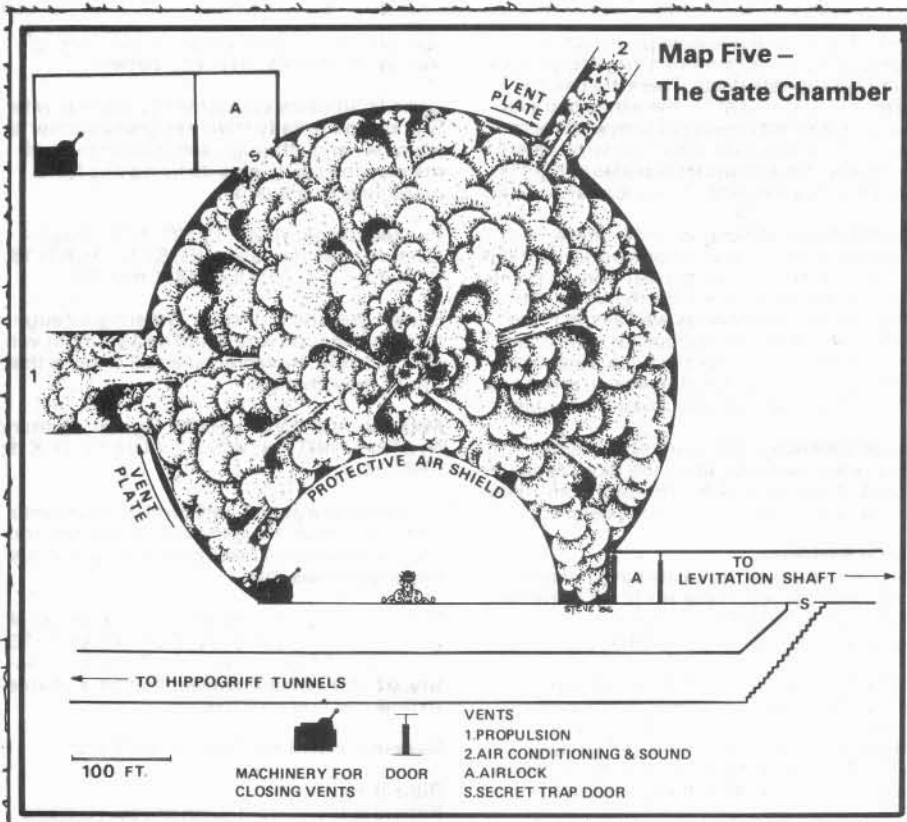 Map Five –
The Gate Chamber
2
VENT
PLATE
A
S
1
VENT
PLATE
PROTECTIVE AIR SHIELD
STEVE '86
A
TO
LEVITATION SHAFT
S
TO HIPPOGRIFF TUNNELS
100 FT.
MACHINERY FOR
CLOSING VENTS
DOOR
VENTS
1.PROPULSION
2.AIR CONDITIONING & SOUND
A.AIRLOCK
S.SECRET TRAP DOOR